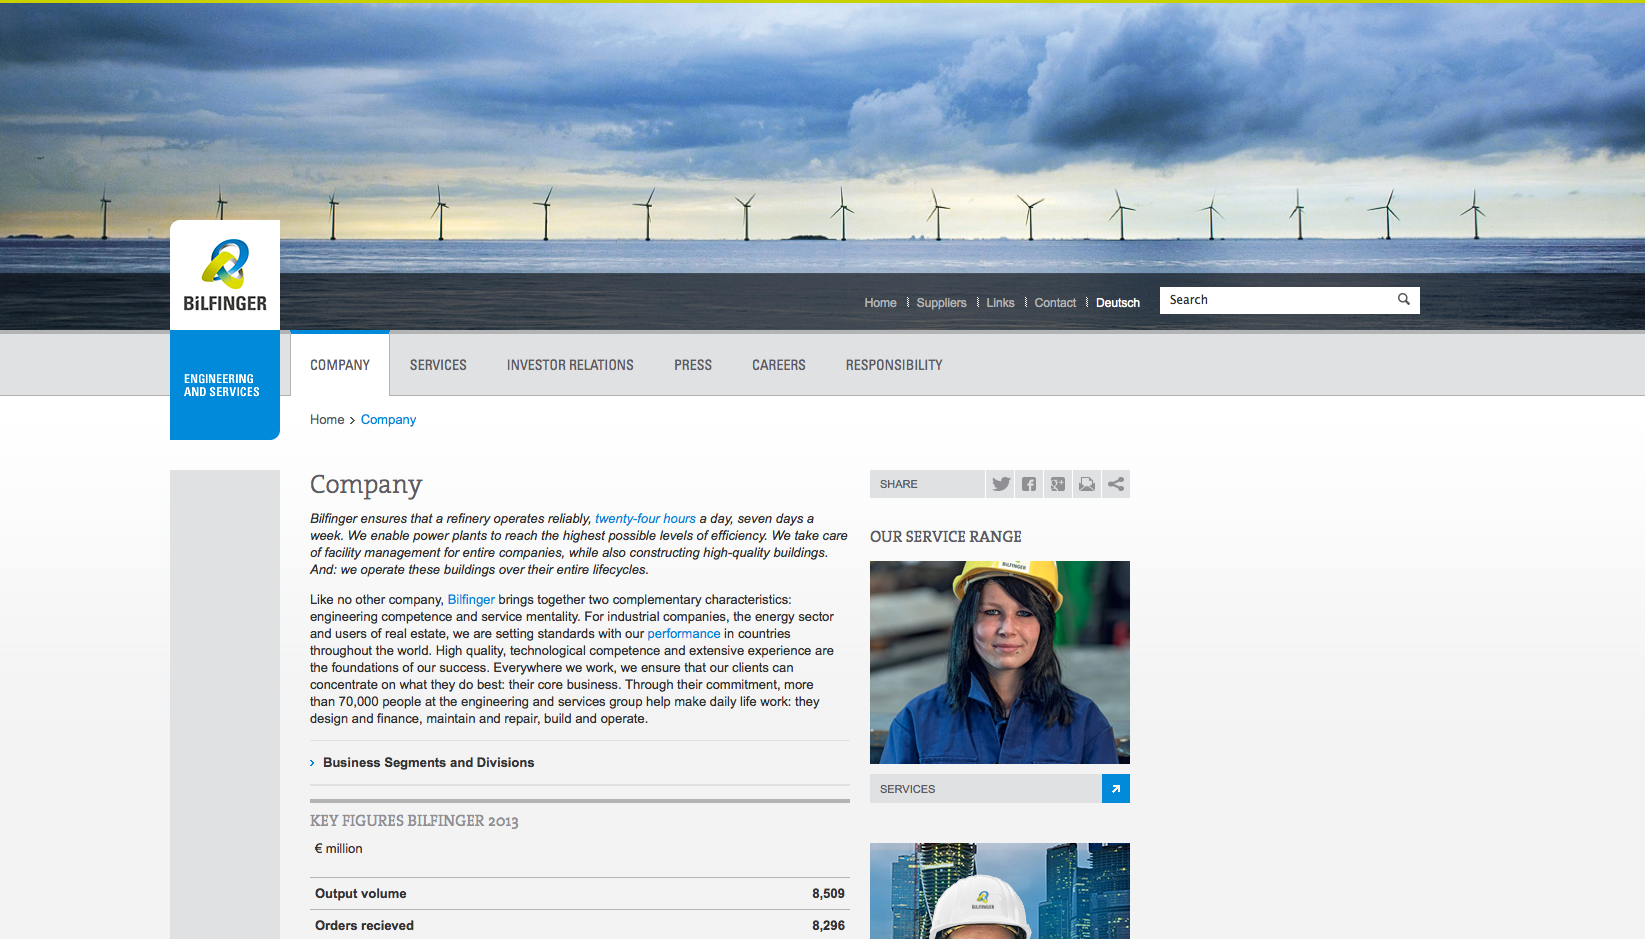 BiLFINGER
ENGINEERING
AND SERVICES
Home
Suppliers
Links
Contact
Deutsch
Search
COMPANY
SERVICES
INVESTOR RELATIONS
PRESS
CAREERS
RESPONSIBILITY
Home > Company
Company
Bilfinger ensures that a refinery operates reliably, twenty-four hours a day, seven days a
week. We enable power plants to reach the highest possible levels of efficiency. We take care
of facility management for entire companies, while also constructing high-quality buildings.
And: we operate these buildings over their entire lifecycles.
Like no other company, Bilfinger brings together two complementary characteristics:
engineering competence and service mentality. For industrial companies, the energy sector
and users of real estate, we are setting standards with our performance in countries
throughout the world. High quality, technological competence and extensive experience are
the foundations of our success. Everywhere we work, we ensure that our clients can
concentrate on what they do best: their core business. Through their commitment, more
than 70,000 people at the engineering and services group help make daily life work: they
design and finance, maintain and repair, build and operate.
› Business Segments and Divisions
KEY FIGURES BILFINGER 2013
€ million
Output volume 8,509
Orders recieved 8,296
SHARE
OUR SERVICE RANGE
BiLFINGER
SERVICES
BiLFINGER